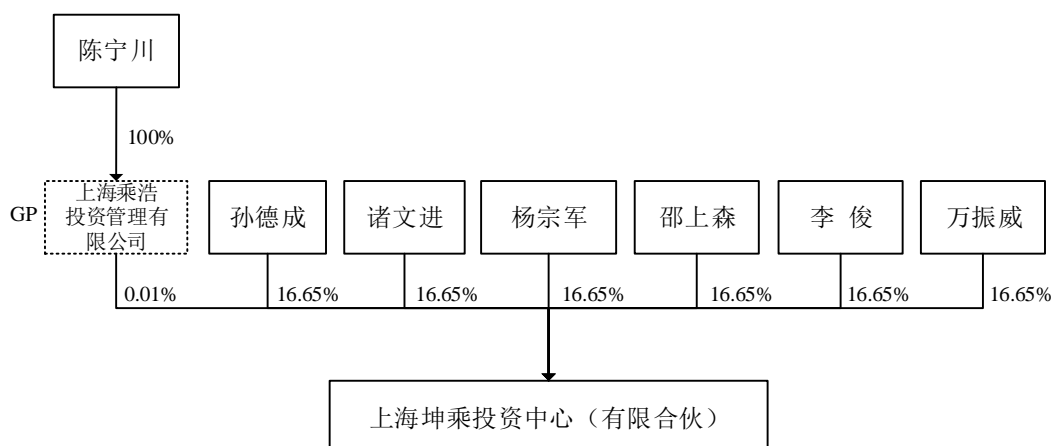 陈宁川
100%
GP
上海乘浩
投资管理有
限公司
孙德成
诸文进
杨宗军
邵上森
李 俊
万振威
0.01%
16.65%
16.65%
16.65%
16.65%
16.65%
16.65%
上海坤乘投资中心（有限合伙）